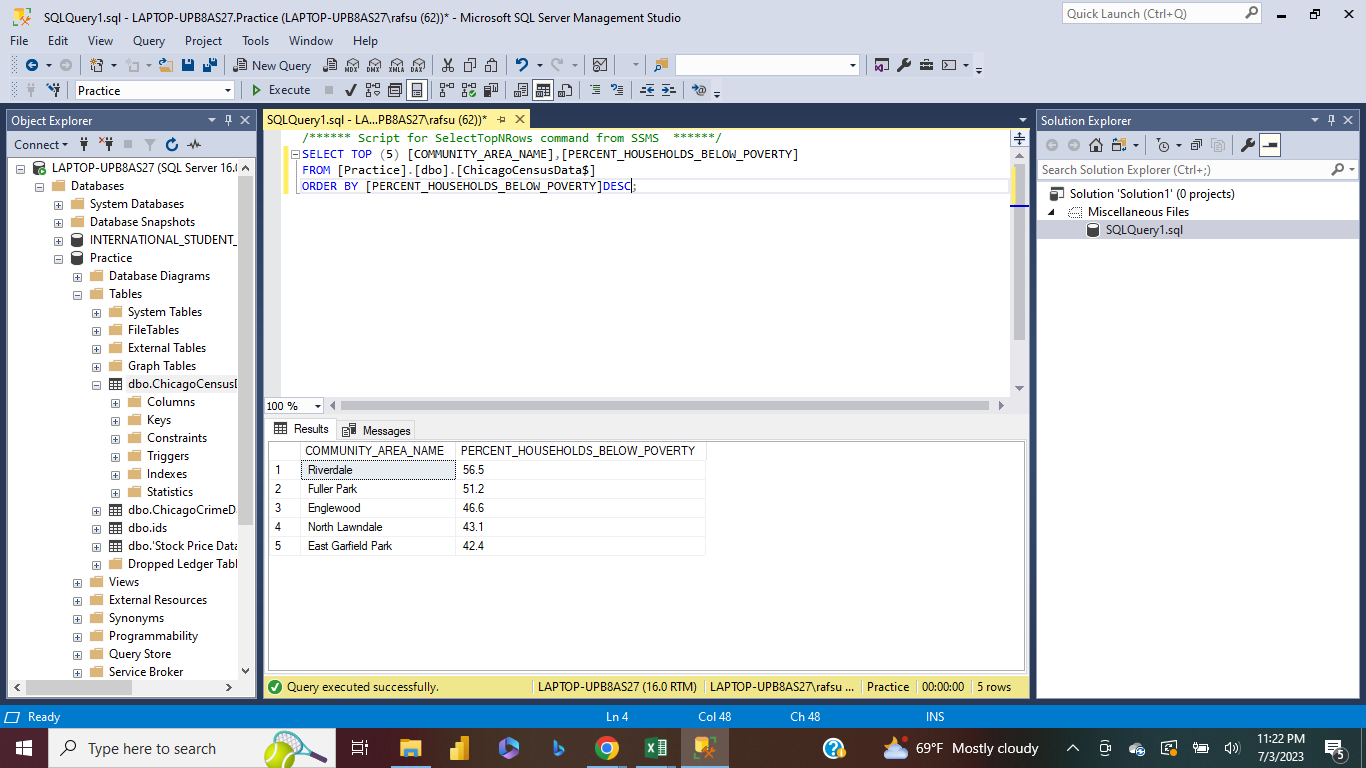 SQLQuery1.sql - LAPTOP-UPB8AS27.Practice (LAPTOP-UPB8AS27\rafsu (62))* - Microsoft SQL Server Management Studio
Quick Launch (Ctrl+Q)
File Edit View Query Project Tools Window Help
New Query
MDX DMX XMLA DAX
Practice
Execute
Object Explorer
Connect
LAPTOP-UPB8AS27 (SQL Server 16.0
Databases
System Databases
Database Snapshots
INTERNATIONAL_STUDENT_
Practice
Database Diagrams
Tables
System Tables
FileTables
External Tables
Graph Tables
dbo.ChicagoCensusD
Columns
Keys
Constraints
Triggers
Indexes
Statistics
dbo.ChicagoCrimeDa
dbo.ids
dbo.'Stock Price Data
Dropped Ledger Tabl
Views
External Resources
Synonyms
Programmability
Query Store
Service Broker
SQLQuery1.sql - LA...PB8AS27\rafsu (62))*
/****** Script for SelectTopNRows command from SSMS  ******/
SELECT TOP (5) [COMMUNITY_AREA_NAME],[PERCENT_HOUSEHOLDS_BELOW_POVERTY]
FROM [Practice].[dbo].[ChicagoCensusData$]
ORDER BY [PERCENT_HOUSEHOLDS_BELOW_POVERTY]DESC;
100 %
Results Messages
COMMUNITY_AREA_NAME PERCENT_HOUSEHOLDS_BELOW_POVERTY
1 Riverdale 56.5
2 Fuller Park 51.2
3 Englewood 46.6
4 North Lawndale 43.1
5 East Garfield Park 42.4
Query executed successfully. LAPTOP-UPB8AS27 (16.0 RTM) LAPTOP-UPB8AS27\rafsu ... Practice 00:00:00 5 rows
Solution Explorer
Search Solution Explorer (Ctrl+;)
Solution 'Solution1' (0 projects)
Miscellaneous Files
SQLQuery1.sql
Ready Ln 4 Col 48 Ch 48 INS
Type here to search
69°F Mostly cloudy
11:22 PM
7/3/2023
5